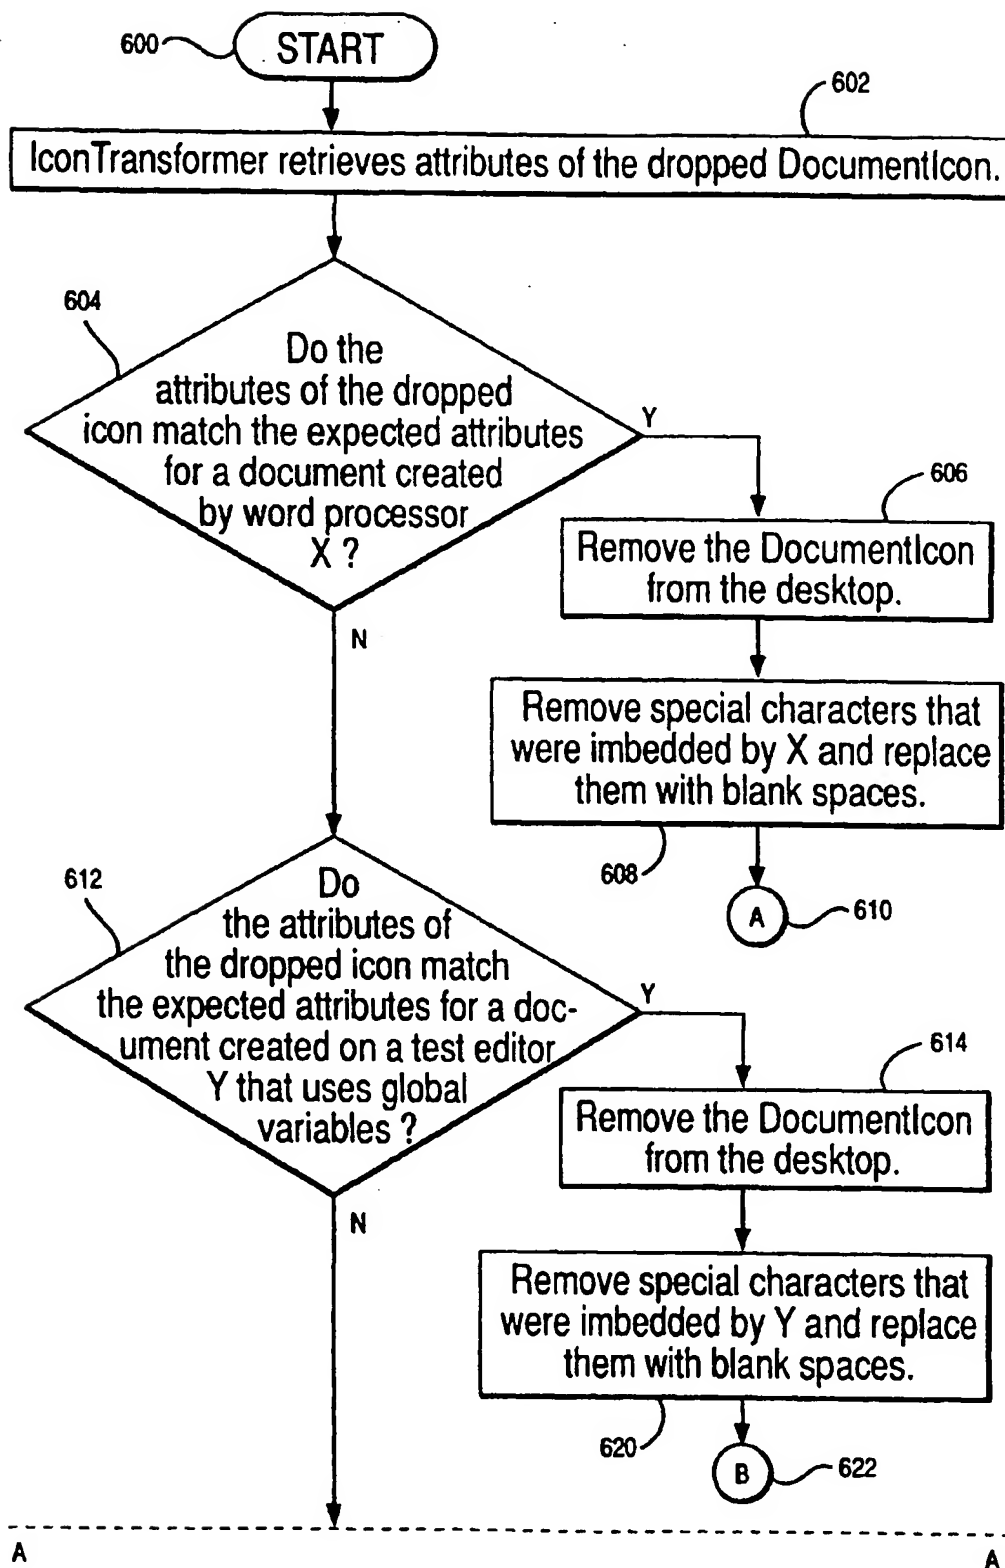 600
START
602
IconTransformer retrieves attributes of the dropped DocumentIcon.
604
Do the
attributes of the dropped
icon match the expected attributes
for a document created
by word processor
X ?
Y
N
606
Remove the DocumentIcon
from the desktop.
Remove special characters that
were imbedded by X and replace
them with blank spaces.
608
A
610
612
Do
the attributes of
the dropped icon match
the expected attributes for a doc-
ument created on a test editor
Y that uses global
variables ?
Y
N
614
Remove the DocumentIcon
from the desktop.
Remove special characters that
were imbedded by Y and replace
them with blank spaces.
620
B
622
A
A